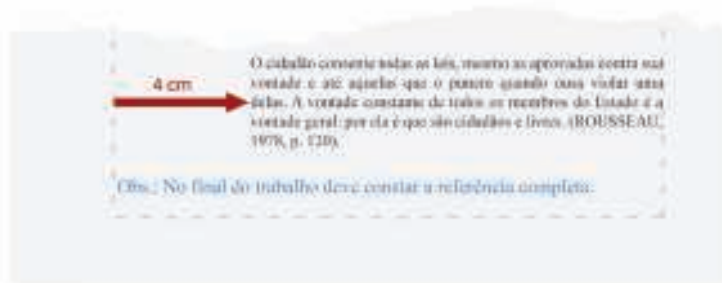 O cidadão consente todas as leis, mesmo as aprovadas contra sua
4 cm
vontade e até aquelas que o punem quando ousa violar uma
delas. A vontade constante de todos os membros do Estado é a
vontade geral: por ela é que são cidadãos e livres. (ROUSSEAU,
1978, p. 120).
Obs.: No final do trabalho deve constar a referência completa.